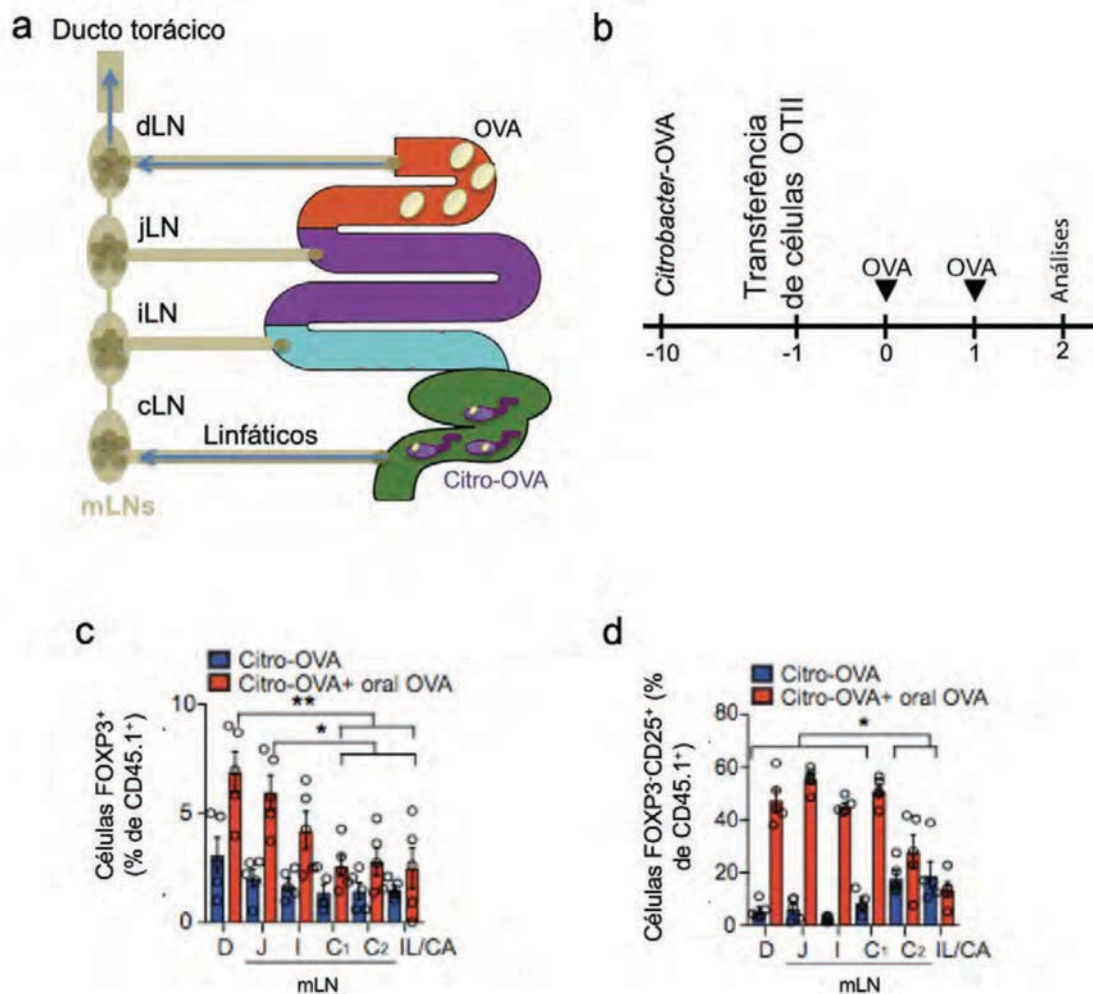 a
Ducto torácico
dLN
OVA
jLN
iLN
cLN
Linfáticos
Citro-OVA
mLNs
b
Citrobacter-OVA
Transferência
de células OTII
OVA
OVA
Análises
-10
-1
0
1
2
c
Citro-OVA
Citro-OVA+ oral OVA
Células FOXP3⁺
(% de CD45.1⁺)
10
5
0
**
*
D
J
I
C1
C2
IL/CA
mLN
d
Citro-OVA
Citro-OVA+ oral OVA
Células FOXP3⁻CD25⁺ (%
de CD45.1⁺)
80
60
40
20
0
*
D
J
I
C1
C2
IL/CA
mLN